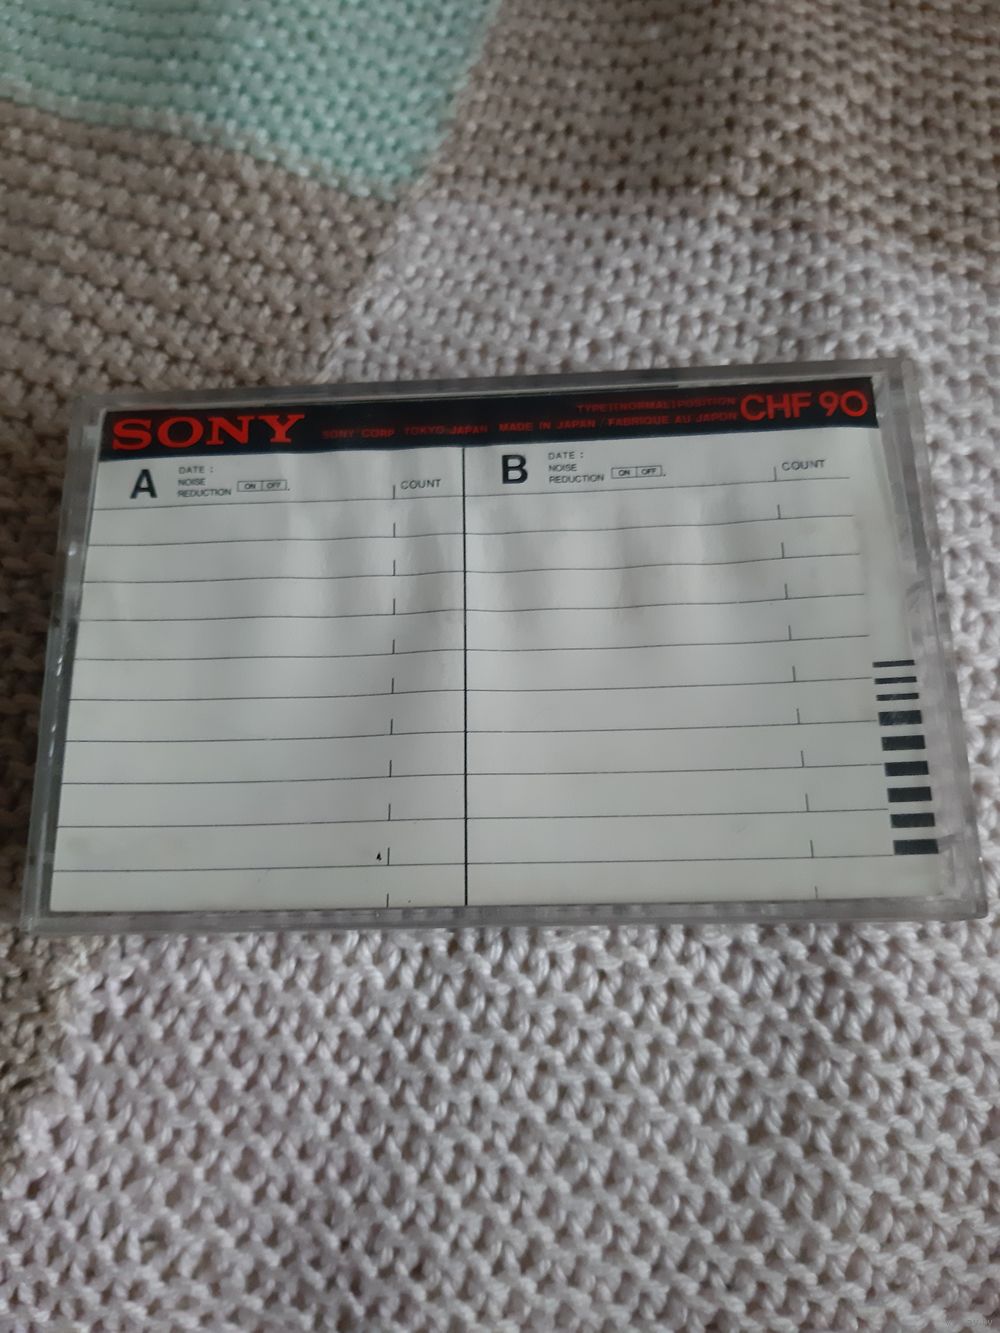 SONY
TYPE I (NORMAL) POSITION
CHF 90
SONY CORP TOKYO-JAPAN MADE IN JAPAN / FABRIQUE AU JAPON
A
DATE :
NOISE
REDUCTION ON OFF.
COUNT
B
DATE :
NOISE
REDUCTION ON OFF.
COUNT